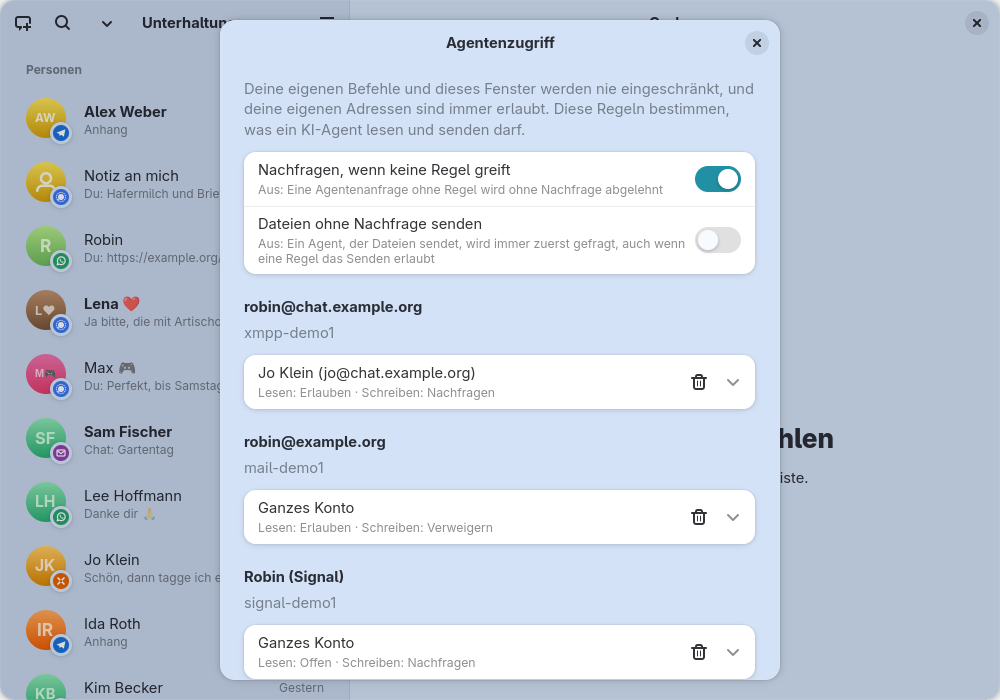 Unterhaltun
Personen
AW
Alex Weber
Anhang
Notiz an mich
Du: Hafermilch und Brie
R
Robin
Du: https://example.org/
L❤
Lena ❤️
Ja bitte, die mit Artischo
M🎮
Max 🎮
Du: Perfekt, bis Samstag
SF
Sam Fischer
Chat: Gartentag
LH
Lee Hoffmann
Danke dir 🙏
JK
Jo Klein
Schön, dann tagge ich e
IR
Ida Roth
Anhang
KB
Kim Becker
Gestern
Agentenzugriff
Deine eigenen Befehle und dieses Fenster werden nie eingeschränkt, und
deine eigenen Adressen sind immer erlaubt. Diese Regeln bestimmen,
was ein KI-Agent lesen und senden darf.
Nachfragen, wenn keine Regel greift
Aus: Eine Agentenanfrage ohne Regel wird ohne Nachfrage abgelehnt
Dateien ohne Nachfrage senden
Aus: Ein Agent, der Dateien sendet, wird immer zuerst gefragt, auch wenn
eine Regel das Senden erlaubt
robin@chat.example.org
xmpp-demo1
Jo Klein (jo@chat.example.org)
Lesen: Erlauben · Schreiben: Nachfragen
robin@example.org
mail-demo1
Ganzes Konto
Lesen: Erlauben · Schreiben: Verweigern
Robin (Signal)
signal-demo1
Ganzes Konto
Lesen: Offen · Schreiben: Nachfragen
hlen
iste.